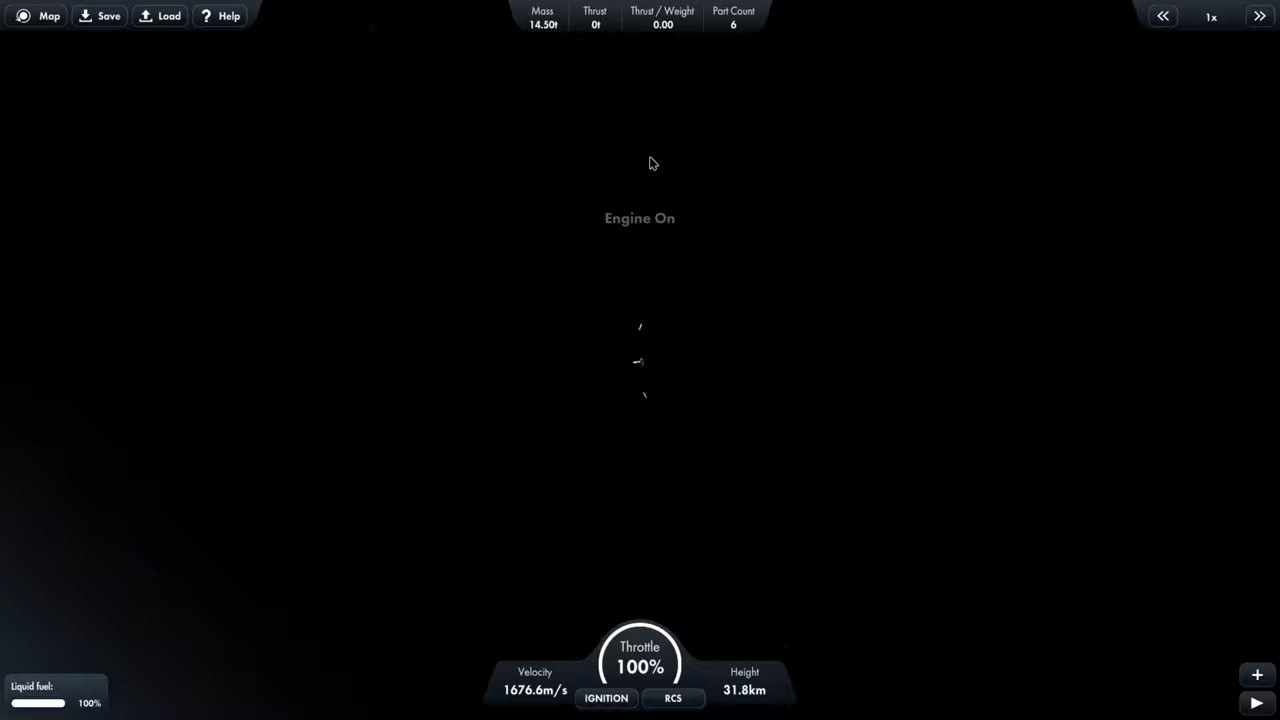 Map Save Load Help
Mass Thrust Thrust / Weight Part Count
14.50t 0t 0.00 6
1x
Engine On
Throttle
100%
Velocity Height
1676.6m/s 31.8km
IGNITION RCS
Liquid fuel:
100%